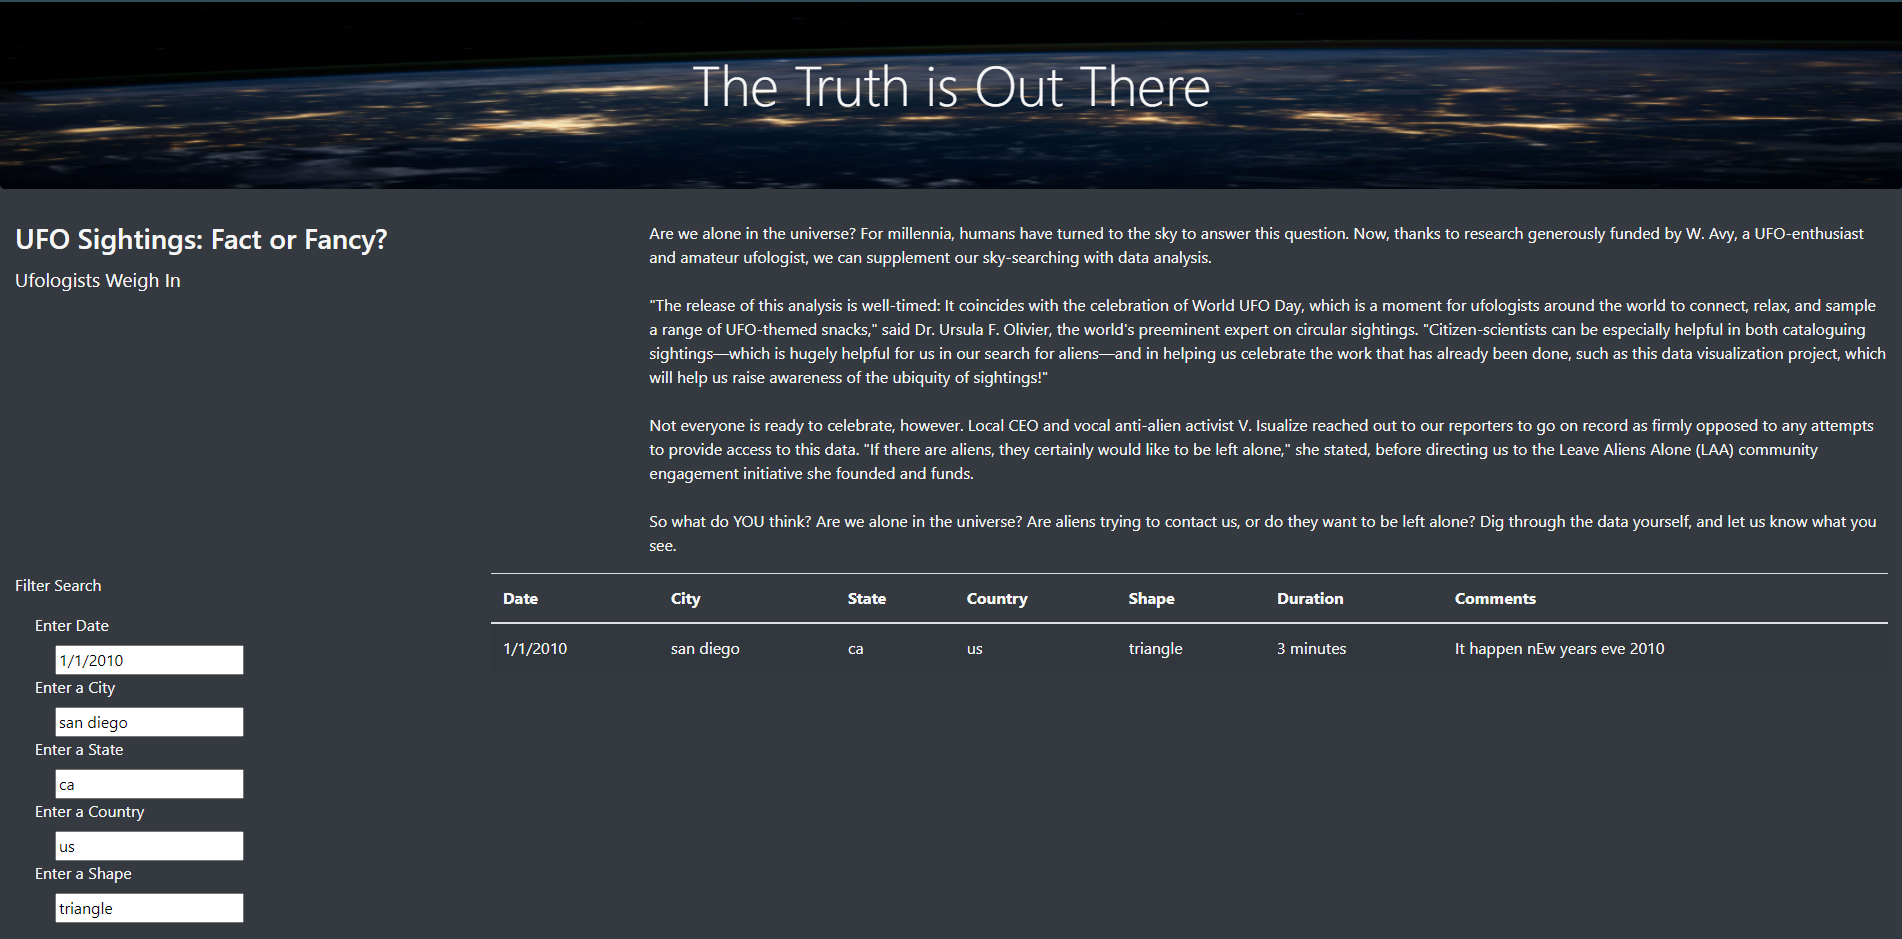 The Truth is Out There
UFO Sightings: Fact or Fancy?
Ufologists Weigh In
Are we alone in the universe? For millennia, humans have turned to the sky to answer this question. Now, thanks to research generously funded by W. Avy, a UFO-enthusiast
and amateur ufologist, we can supplement our sky-searching with data analysis.
"The release of this analysis is well-timed: It coincides with the celebration of World UFO Day, which is a moment for ufologists around the world to connect, relax, and sample
a range of UFO-themed snacks," said Dr. Ursula F. Olivier, the world's preeminent expert on circular sightings. "Citizen-scientists can be especially helpful in both cataloguing
sightings—which is hugely helpful for us in our search for aliens—and in helping us celebrate the work that has already been done, such as this data visualization project, which
will help us raise awareness of the ubiquity of sightings!"
Not everyone is ready to celebrate, however. Local CEO and vocal anti-alien activist V. Isualize reached out to our reporters to go on record as firmly opposed to any attempts
to provide access to this data. "If there are aliens, they certainly would like to be left alone," she stated, before directing us to the Leave Aliens Alone (LAA) community
engagement initiative she founded and funds.
So what do YOU think? Are we alone in the universe? Are aliens trying to contact us, or do they want to be left alone? Dig through the data yourself, and let us know what you
see.
Filter Search
Enter Date
1/1/2010
Enter a City
san diego
Enter a State
ca
Enter a Country
us
Enter a Shape
triangle
Date City State Country Shape Duration Comments
1/1/2010 san diego ca us triangle 3 minutes It happen nEw years eve 2010